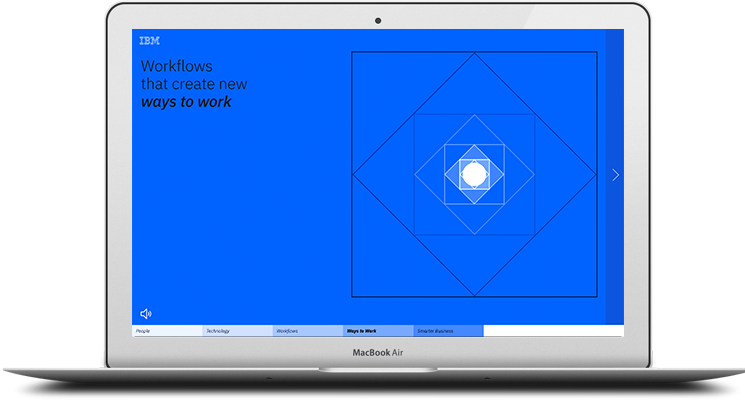 IBM
Workflows
that create new
ways to work
People
Technology
Workflows
Ways to Work
Smarter Business
MacBook Air